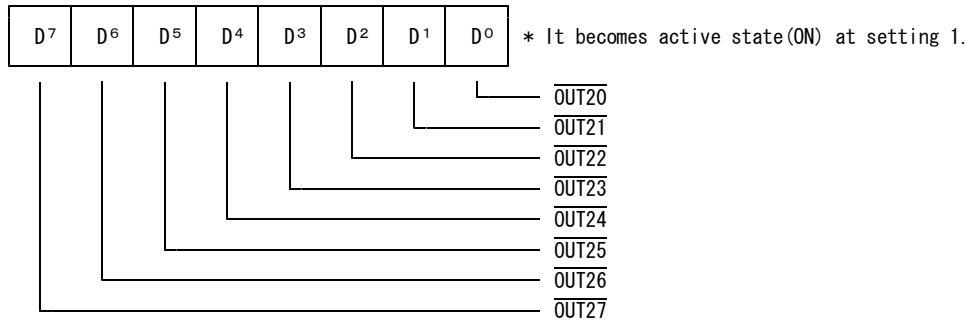 D7 D6 D5 D4 D3 D2 D1 D0 * It becomes active state(ON) at setting 1.
OUT20
OUT21
OUT22
OUT23
OUT24
OUT25
OUT26
OUT27